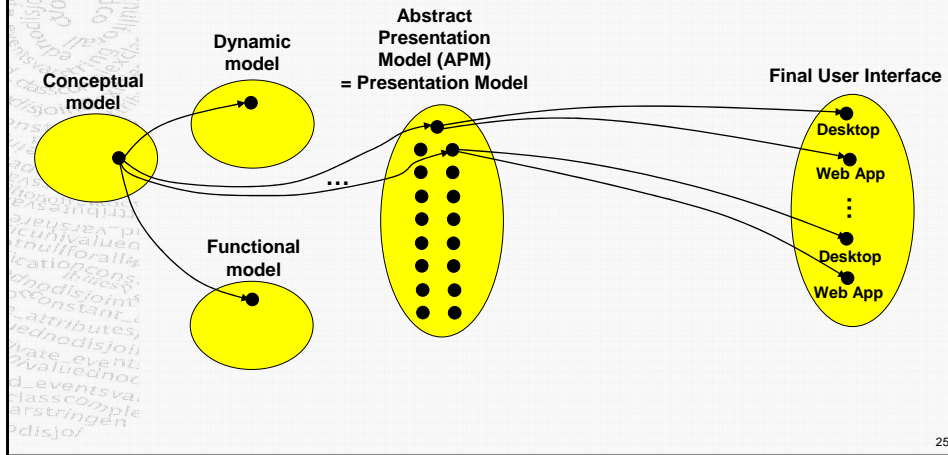 Conceptual
model
Dynamic
model
Functional
model
Abstract
Presentation
Model (APM)
= Presentation Model
...
Final User Interface
Desktop
Web App
...
Desktop
Web App
25